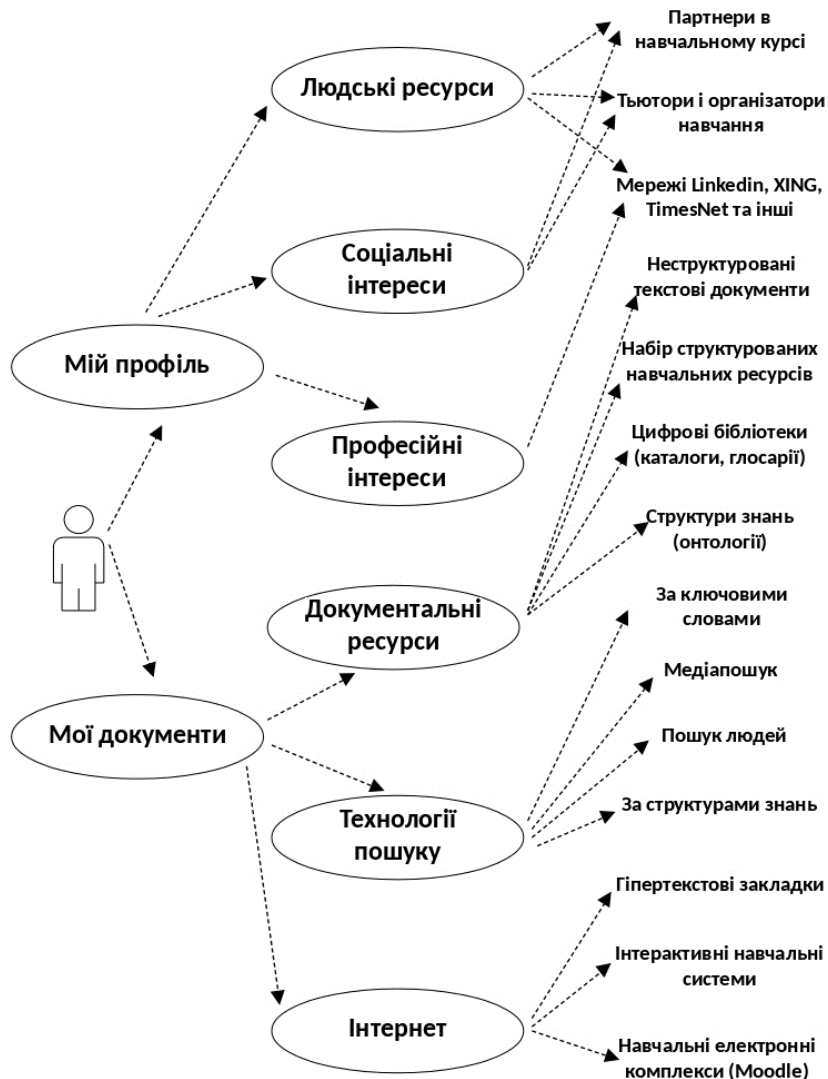 Партнери в
навчальному курсі
Людські ресурси
Тьютори і організатори
навчання
Мережі Linkedin, XING,
TimesNet та інші
Соціальні
інтереси
Неструктуровані
текстові документи
Мій профіль
Набір структурованих
навчальних ресурсів
Професійні
інтереси
Цифрові бібліотеки
(каталоги, глосарії)
Структури знань
(онтології)
Документальні
ресурси
За ключовими
словами
Медіапошук
Мої документи
Пошук людей
Технології
пошуку
За структурами знань
Гіпертекстові закладки
Інтерактивні навчальні
системи
Інтернет
Навчальні електронні
комплекси (Moodle)